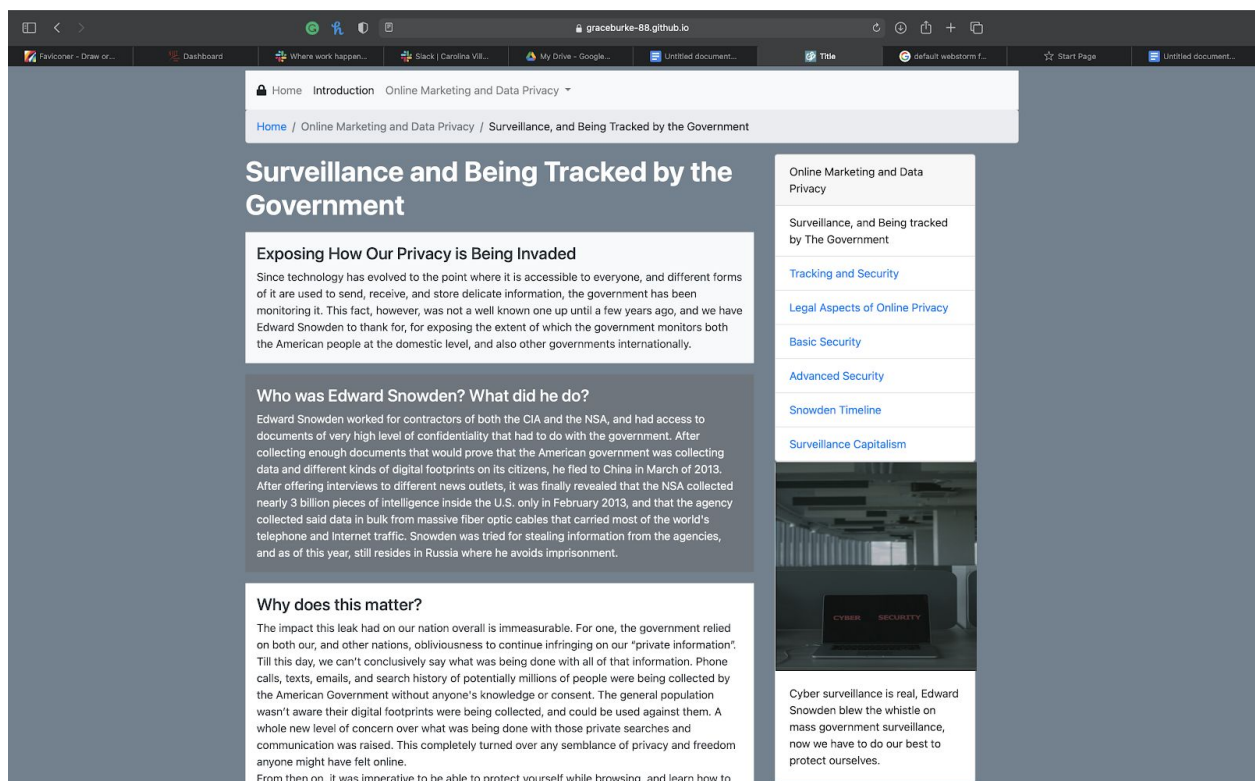 graceburke-88.github.io
Faviconer - Draw or...
Dashboard
Where work happen...
Slack | Carolina Vill...
My Drive - Google...
Untitled document...
Title
default webstorm f...
Start Page
Untitled document...
Home Introduction Online Marketing and Data Privacy
Home / Online Marketing and Data Privacy / Surveillance, and Being Tracked by the Government
Surveillance and Being Tracked by the
Government
Exposing How Our Privacy is Being Invaded
Since technology has evolved to the point where it is accessible to everyone, and different forms
of it are used to send, receive, and store delicate information, the government has been
monitoring it. This fact, however, was not a well known one up until a few years ago, and we have
Edward Snowden to thank for, for exposing the extent of which the government monitors both
the American people at the domestic level, and also other governments internationally.
Who was Edward Snowden? What did he do?
Edward Snowden worked for contractors of both the CIA and the NSA, and had access to
documents of very high level of confidentiality that had to do with the government. After
collecting enough documents that would prove that the American government was collecting
data and different kinds of digital footprints on its citizens, he fled to China in March of 2013.
After offering interviews to different news outlets, it was finally revealed that the NSA collected
nearly 3 billion pieces of intelligence inside the U.S. only in February 2013, and that the agency
collected said data in bulk from massive fiber optic cables that carried most of the world's
telephone and Internet traffic. Snowden was tried for stealing information from the agencies,
and as of this year, still resides in Russia where he avoids imprisonment.
Why does this matter?
The impact this leak had on our nation overall is immeasurable. For one, the government relied
on both our, and other nations, obliviousness to continue infringing on our “private information”.
Till this day, we can't conclusively say what was being done with all of that information. Phone
calls, texts, emails, and search history of potentially millions of people were being collected by
the American Government without anyone's knowledge or consent. The general population
wasn't aware their digital footprints were being collected, and could be used against them. A
whole new level of concern over what was being done with those private searches and
communication was raised. This completely turned over any semblance of privacy and freedom
anyone might have felt online.
From then on, it was imperative to be able to protect yourself while browsing, and learn how to
Online Marketing and Data
Privacy
Surveillance, and Being tracked
by The Government
Tracking and Security
Legal Aspects of Online Privacy
Basic Security
Advanced Security
Snowden Timeline
Surveillance Capitalism
CYBER SECURITY
Cyber surveillance is real, Edward
Snowden blew the whistle on
mass government surveillance,
now we have to do our best to
protect ourselves.